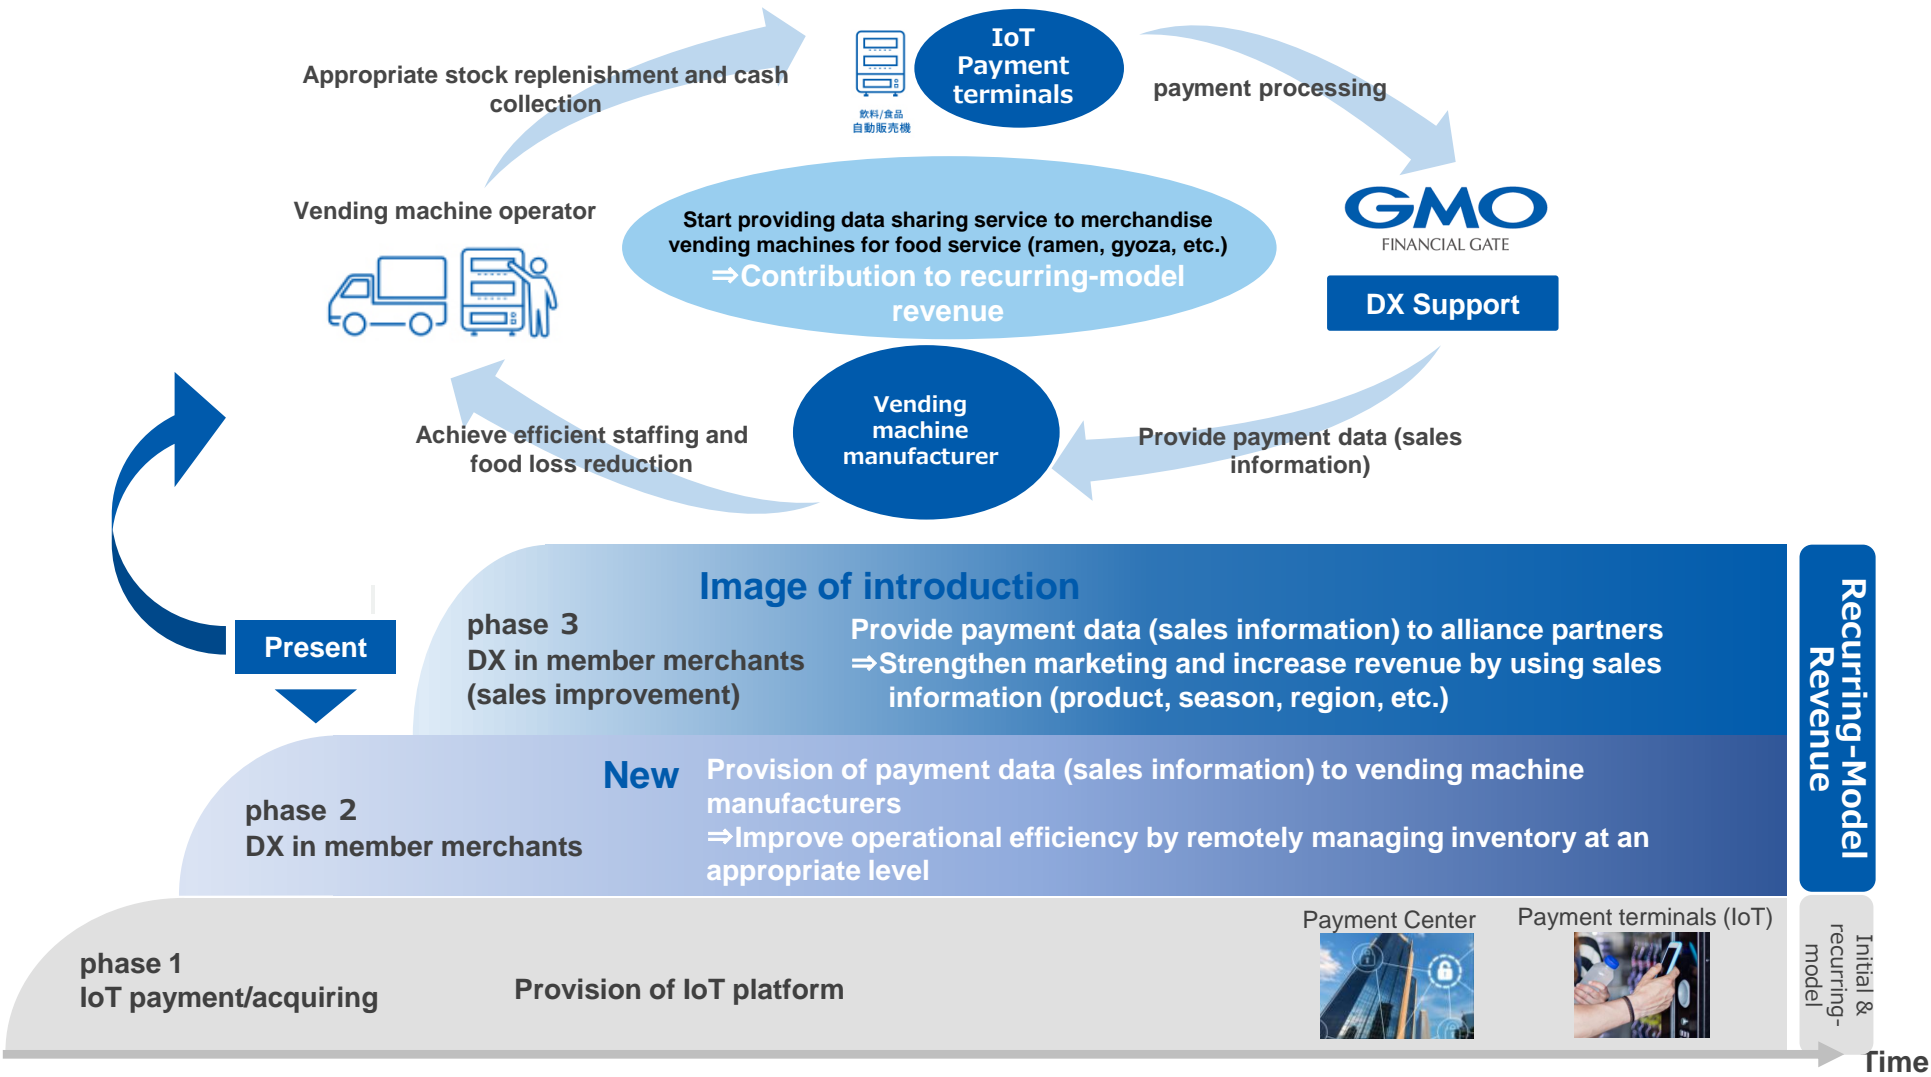 IoT
Payment
terminals
飲料/食品
自動販売機
Appropriate stock replenishment and cash
collection
payment processing
Vending machine operator
Start providing data sharing service to merchandise
vending machines for food service (ramen, gyoza, etc.)
⇒Contribution to recurring-model
revenue
GMO
FINANCIAL GATE
DX Support
Vending
machine
manufacturer
Achieve efficient staffing and
food loss reduction
Provide payment data (sales
information)
Present
Image of introduction
phase 3
DX in member merchants
(sales improvement)
Provide payment data (sales information) to alliance partners
⇒Strengthen marketing and increase revenue by using sales
information (product, season, region, etc.)
New
phase 2
DX in member merchants
Provision of payment data (sales information) to vending machine
manufacturers
⇒Improve operational efficiency by remotely managing inventory at an
appropriate level
Recurring-Model
Revenue
phase 1
IoT payment/acquiring
Provision of IoT platform
Payment Center
Payment terminals (IoT)
Initial &
recurring-
model
Time